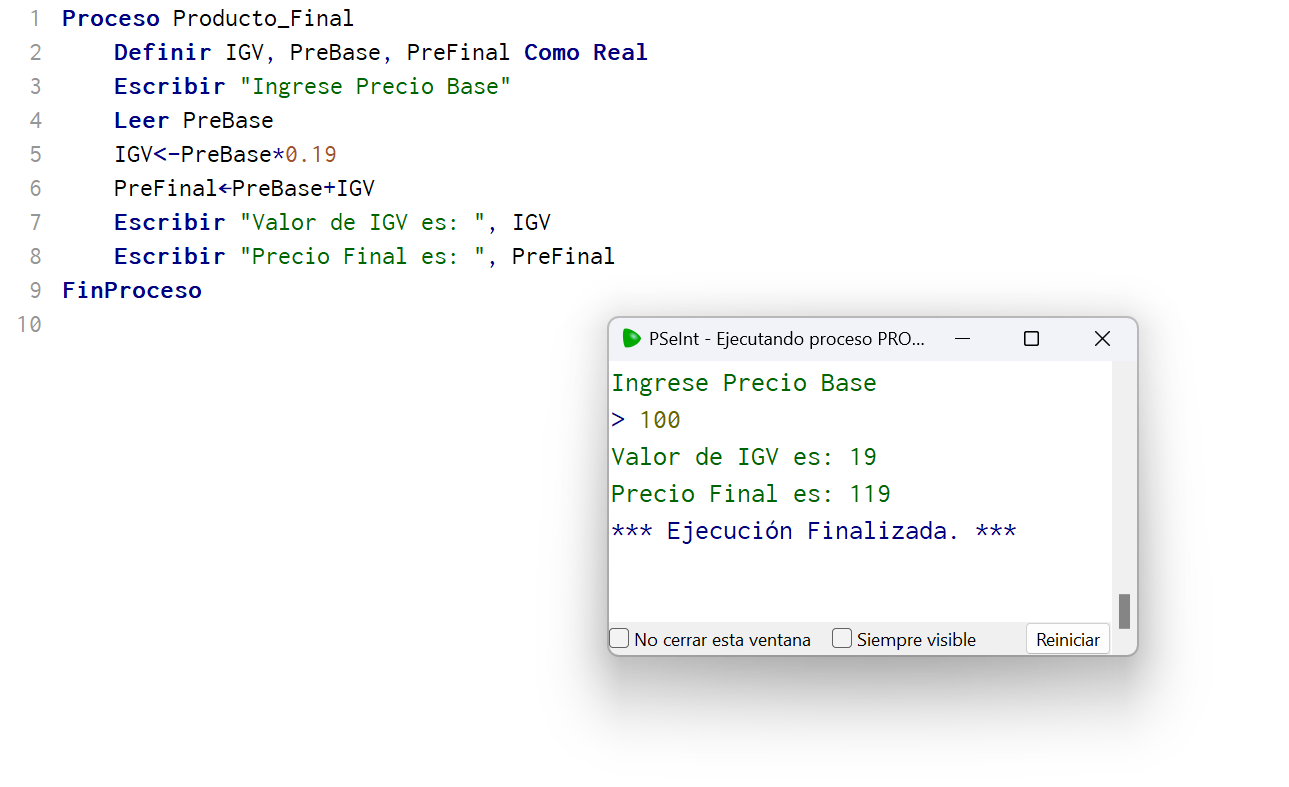 1 Proceso Producto_Final
2 Definir IGV, PreBase, PreFinal Como Real
3 Escribir "Ingrese Precio Base"
4 Leer PreBase
5 IGV<-PreBase*0.19
6 PreFinal←PreBase+IGV
7 Escribir "Valor de IGV es: ", IGV
8 Escribir "Precio Final es: ", PreFinal
9 FinProceso
10
PSeInt - Ejecutando proceso PRO...
Ingrese Precio Base
> 100
Valor de IGV es: 19
Precio Final es: 119
*** Ejecución Finalizada. ***
No cerrar esta ventana Siempre visible Reiniciar